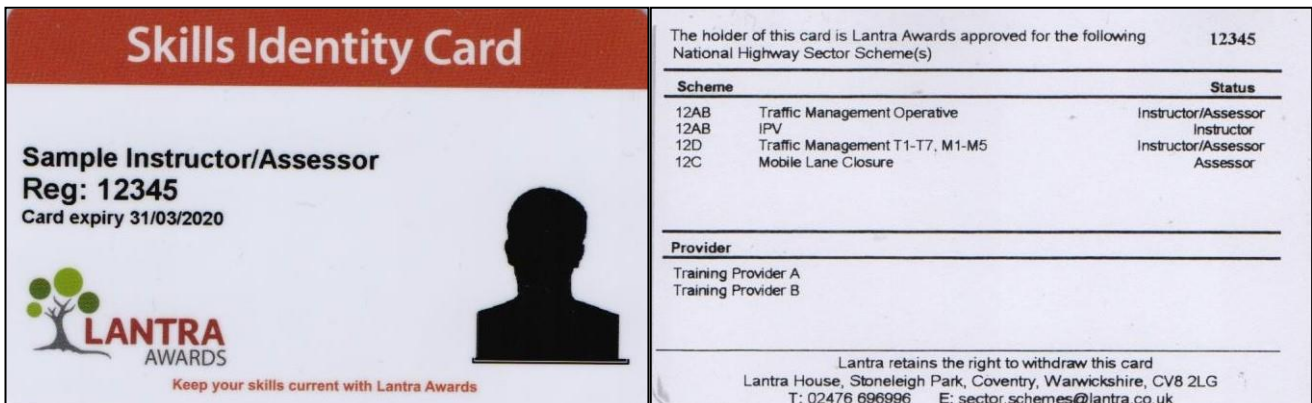 Skills Identity Card
Sample Instructor/Assessor
Reg: 12345
Card expiry 31/03/2020
LANTRA
AWARDS
Keep your skills current with Lantra Awards
The holder of this card is Lantra Awards approved for the following 12345
National Highway Sector Scheme(s)
Scheme Status
12AB Traffic Management Operative Instructor/Assessor
12AB IPV Instructor
12D Traffic Management T1-T7, M1-M5 Instructor/Assessor
12C Mobile Lane Closure Assessor
Provider
Training Provider A
Training Provider B
Lantra retains the right to withdraw this card
Lantra House, Stoneleigh Park, Coventry, Warwickshire, CV8 2LG
T: 02476 696996 E: sector.schemes@lantra.co.uk